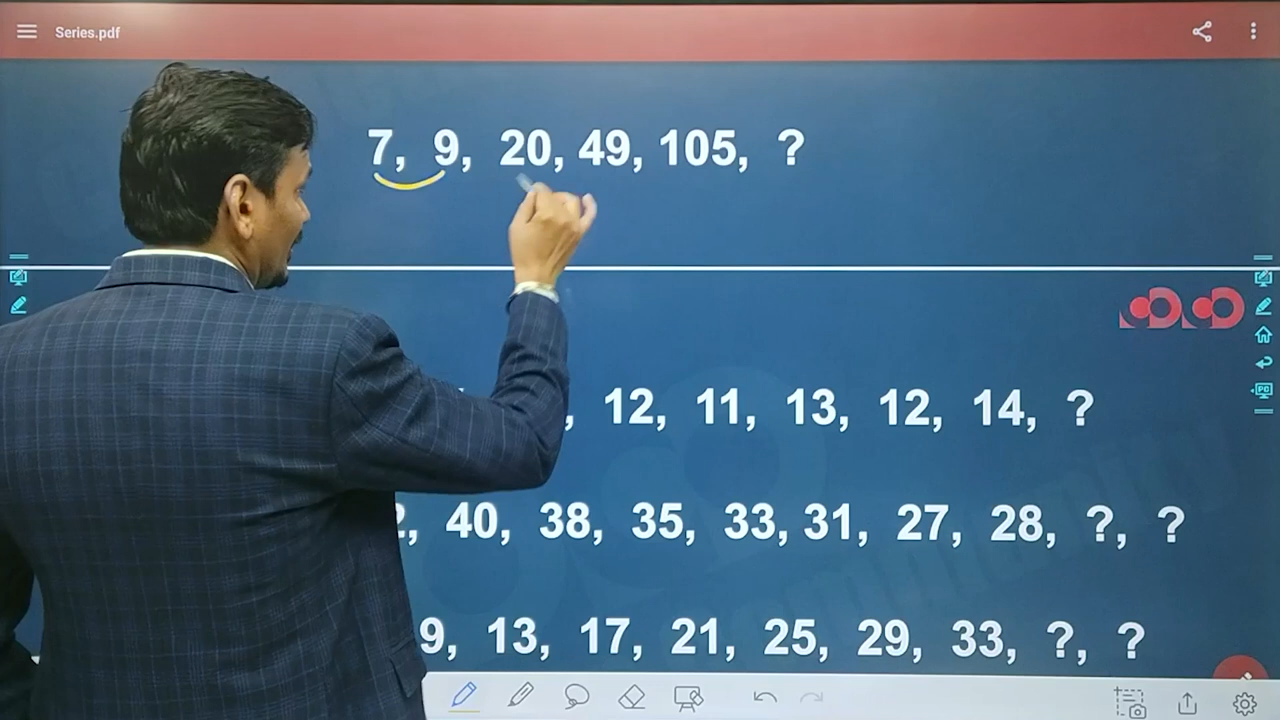 Series.pdf
7, 9, 20, 49, 105, ?
, 12, 11, 13, 12, 14, ?
2, 40, 38, 35, 33, 31, 27, 28, ?, ?
9, 13, 17, 21, 25, 29, 33, ?, ?